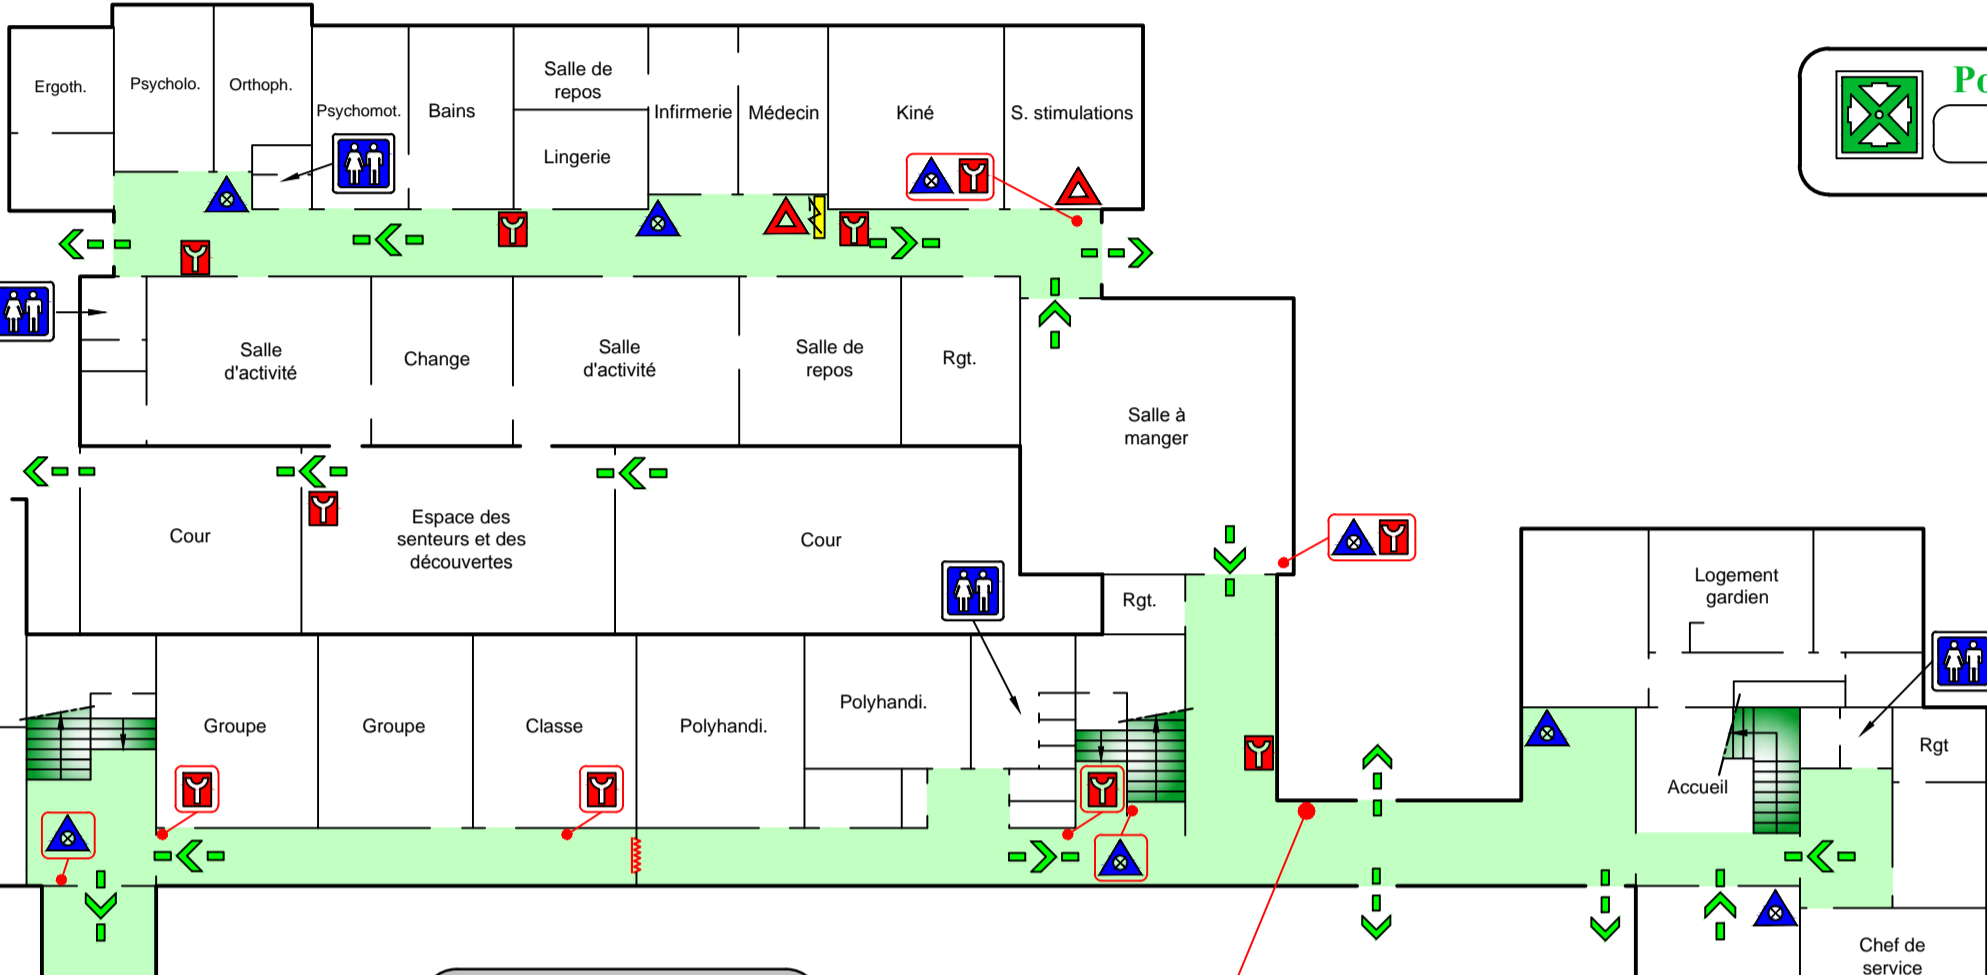 Ergoth.
Psycholo.
Orthoph.
Psychomot.
Bains
Salle de
repos
Lingerie
Infirmerie
Médecin
Kiné
S. stimulations
Salle
d'activité
Change
Salle
d'activité
Salle de
repos
Rgt.
Salle à
manger
Cour
Espace des
senteurs et des
découvertes
Cour
Rgt.
Logement
gardien
Groupe
Groupe
Classe
Polyhandi.
Polyhandi.
Accueil
Rgt
Chef de
service